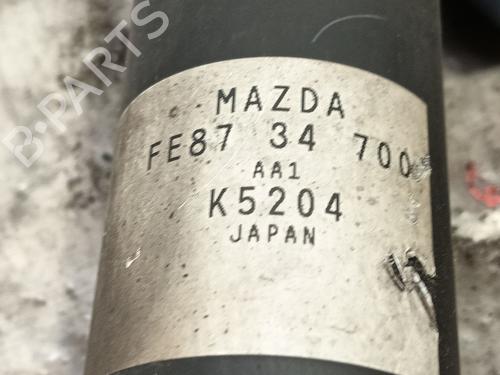 MAZDA
FE87 34 700
AA1
K5204
JAPAN
B-PARTS